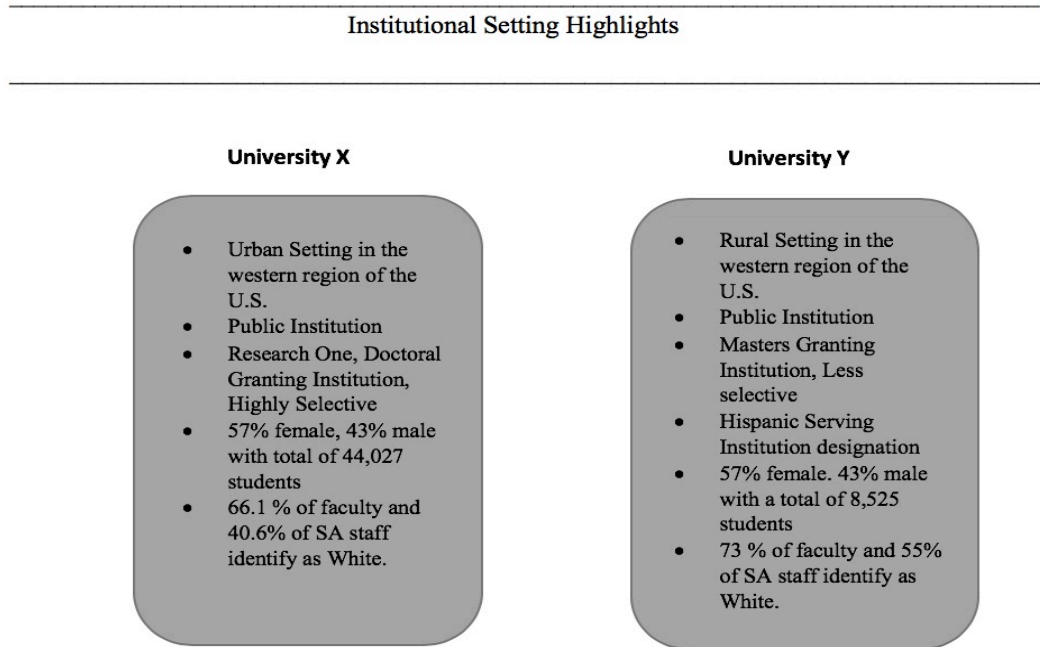 Institutional Setting Highlights
University X
• Urban Setting in the
western region of the
U.S.
• Public Institution
• Research One, Doctoral
Granting Institution,
Highly Selective
• 57% female, 43% male
with total of 44,027
students
• 66.1 % of faculty and
40.6% of SA staff
identify as White.
University Y
• Rural Setting in the
western region of the
U.S.
• Public Institution
• Masters Granting
Institution, Less
selective
• Hispanic Serving
Institution designation
• 57% female. 43% male
with a total of 8,525
students
• 73 % of faculty and 55%
of SA staff identify as
White.